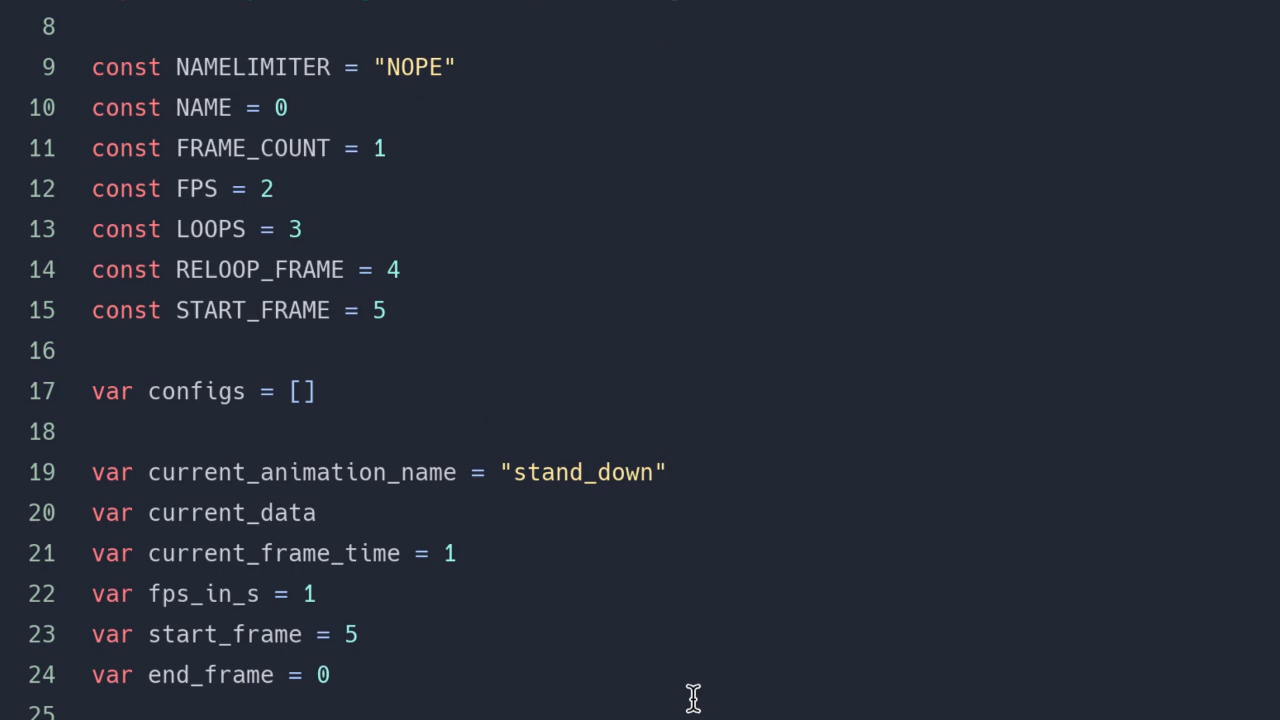 8
9 const NAMELIMITER = "NOPE"
10 const NAME = 0
11 const FRAME_COUNT = 1
12 const FPS = 2
13 const LOOPS = 3
14 const RELOOP_FRAME = 4
15 const START_FRAME = 5
16
17 var configs = []
18
19 var current_animation_name = "stand_down"
20 var current_data
21 var current_frame_time = 1
22 var fps_in_s = 1
23 var start_frame = 5
24 var end_frame = 0
25